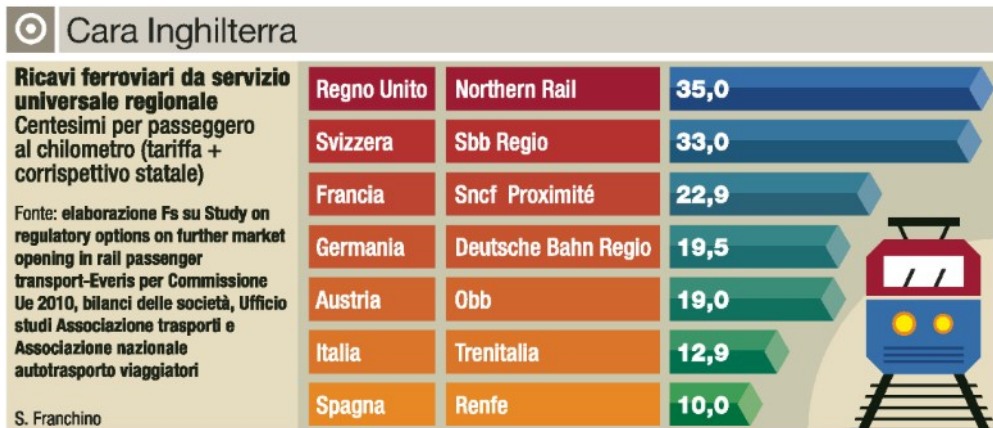 Cara Inghilterra
Ricavi ferroviari da servizio
universale regionale
Centesimi per passeggero
al chilometro (tariffa +
corrispettivo statale)
Fonte: elaborazione Fs su Study on
regulatory options on further market
opening in rail passenger
transport-Everis per Commissione
Ue 2010, bilanci delle società, Ufficio
studi Associazione trasporti e
Associazione nazionale
autotrasporto viaggiatori
S. Franchino
Regno Unito Northern Rail 35,0
Svizzera Sbb Regio 33,0
Francia Sncf Proximité 22,9
Germania Deutsche Bahn Regio 19,5
Austria Obb 19,0
Italia Trenitalia 12,9
Spagna Renfe 10,0